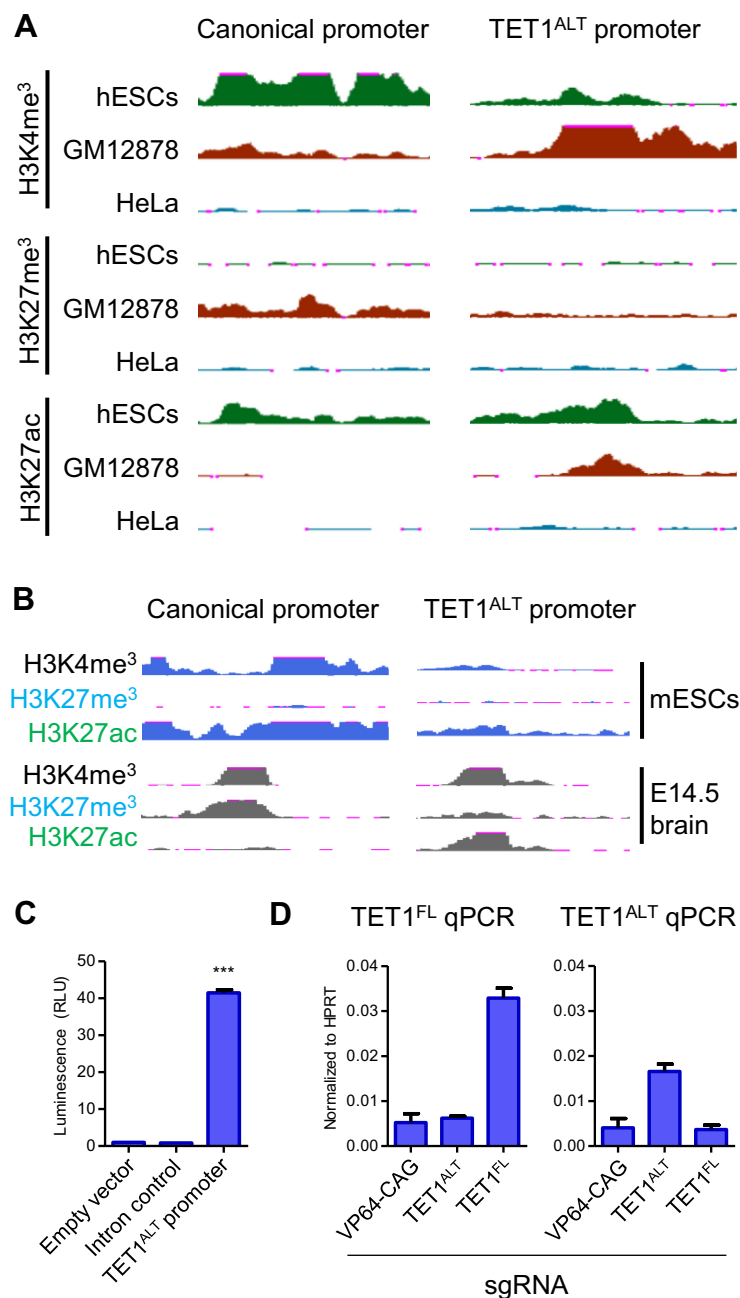 A
Canonical promoter
TET1ALT promoter
H3K4me3
hESCs
GM12878
HeLa
H3K27me3
hESCs
GM12878
HeLa
H3K27ac
hESCs
GM12878
HeLa
B
Canonical promoter
TET1ALT promoter
H3K4me3
H3K27me3
H3K27ac
mESCs
H3K4me3
H3K27me3
H3K27ac
E14.5
brain
C
Luminescence (RLU)
50
40
30
20
10
0
***
Empty vector
Intron control
TET1ALT promoter
D
TET1FL qPCR
TET1ALT qPCR
Normalized to HPRT
0.04
0.03
0.02
0.01
0.00
VP64-CAG
TET1ALT
TET1FL
0.04
0.03
0.02
0.01
0.00
VP64-CAG
TET1ALT
TET1FL
sgRNA